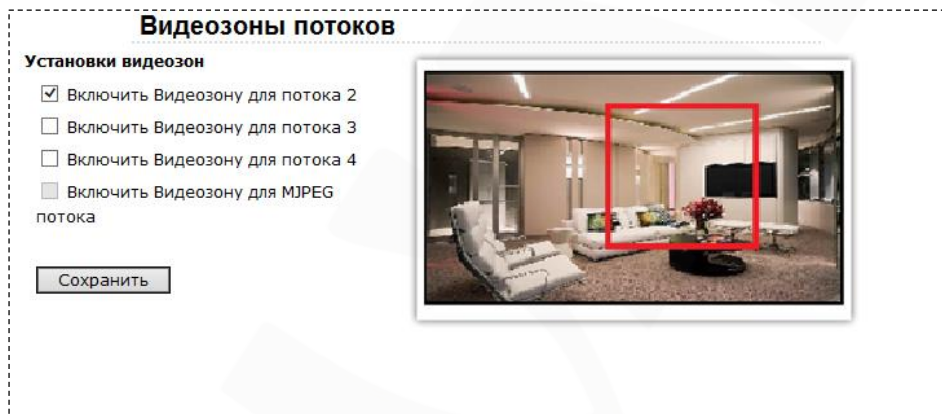 Видеозоны потоков
Установки видеозон
Включить Видеозону для потока 2
Включить Видеозону для потока 3
Включить Видеозону для потока 4
Включить Видеозону для MJPEG
потока
Сохранить